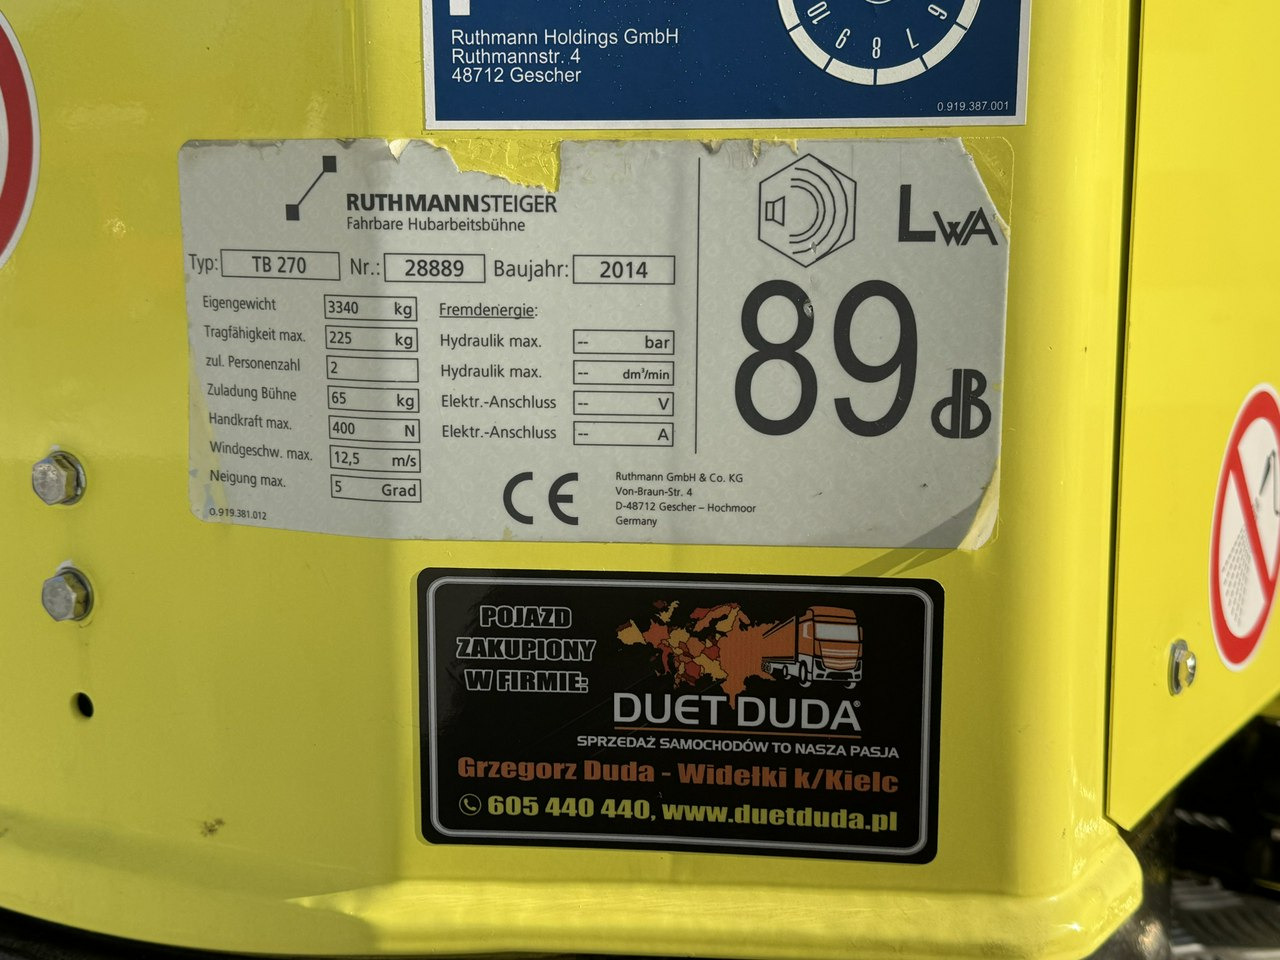 Ruthmann Holdings GmbH
Ruthmannstr. 4
48712 Gescher
10 9 8 7 6
0.919.387.001
RUTHMANNSTEIGER
Fahrbare Hubarbeitsbühne
Typ: TB 270 Nr.: 28889 Baujahr: 2014
Eigengewicht 3340 kg
Tragfähigkeit max. 225 kg
zul. Personenzahl 2
Zuladung Bühne 65 kg
Handkraft max. 400 N
Windgeschw. max. 12,5 m/s
Neigung max. 5 Grad
0.919.381.012
Fremdenergie:
Hydraulik max. -- bar
Hydraulik max. -- dm³/min
Elektr.-Anschluss -- V
Elektr.-Anschluss -- A
CE
Ruthmann GmbH & Co. KG
Von-Braun-Str. 4
D-48712 Gescher – Hochmoor
Germany
LWA
89 dB
POJAZD
ZAKUPIONY
W FIRMIE:
DUET DUDA®
SPRZEDAŻ SAMOCHODÓW TO NASZA PASJA
Grzegorz Duda - Widełki k/Kielc
605 440 440, www.duetduda.pl